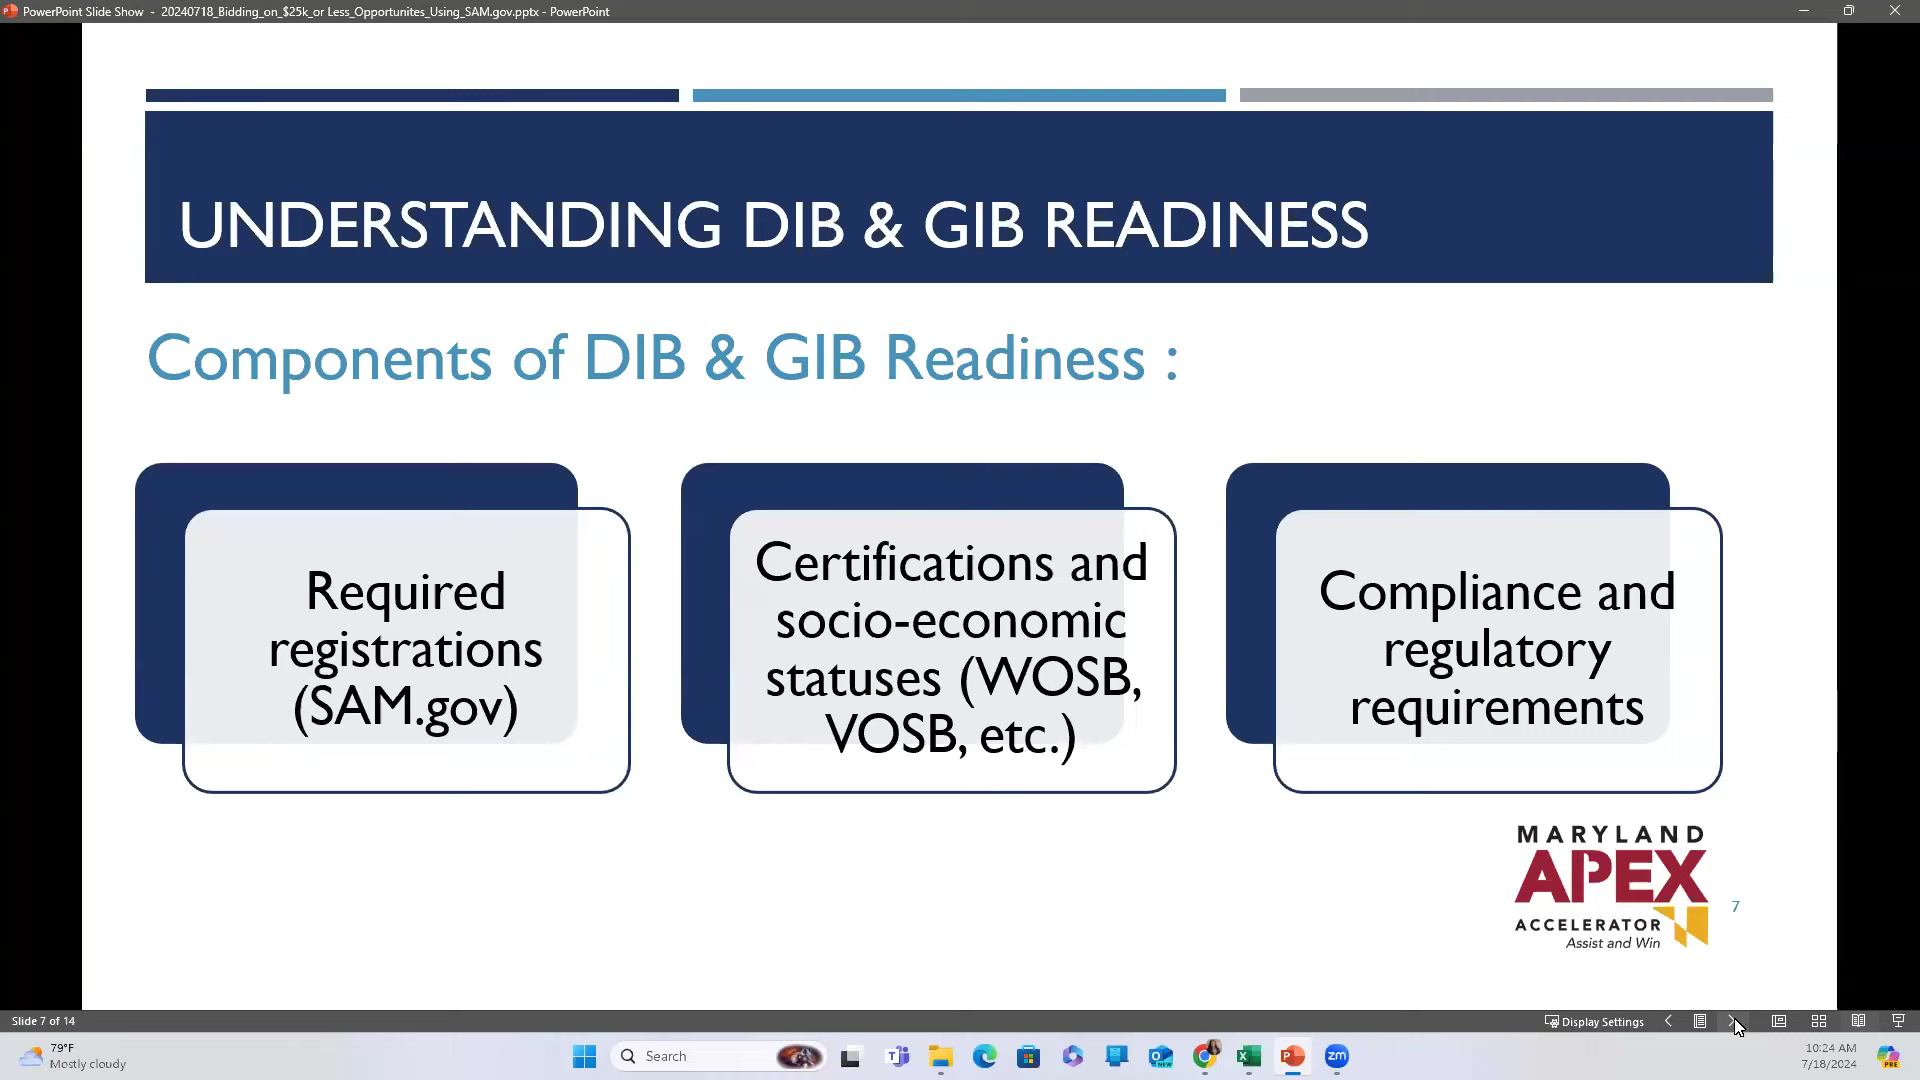 PowerPoint Slide Show - 20240718_Bidding_on_$25k_or Less_Opportunites_Using_SAM.gov.pptx - PowerPoint
UNDERSTANDING DIB & GIB READINESS
Components of DIB & GIB Readiness :
Required
registrations
(SAM.gov)
Certifications and
socio-economic
statuses (WOSB,
VOSB, etc.)
Compliance and
regulatory
requirements
MARYLAND
APEX
ACCELERATOR
Assist and Win
7
Slide 7 of 14
Display Settings
79°F
Mostly cloudy
Search
zm
10:24 AM
7/18/2024
PRE